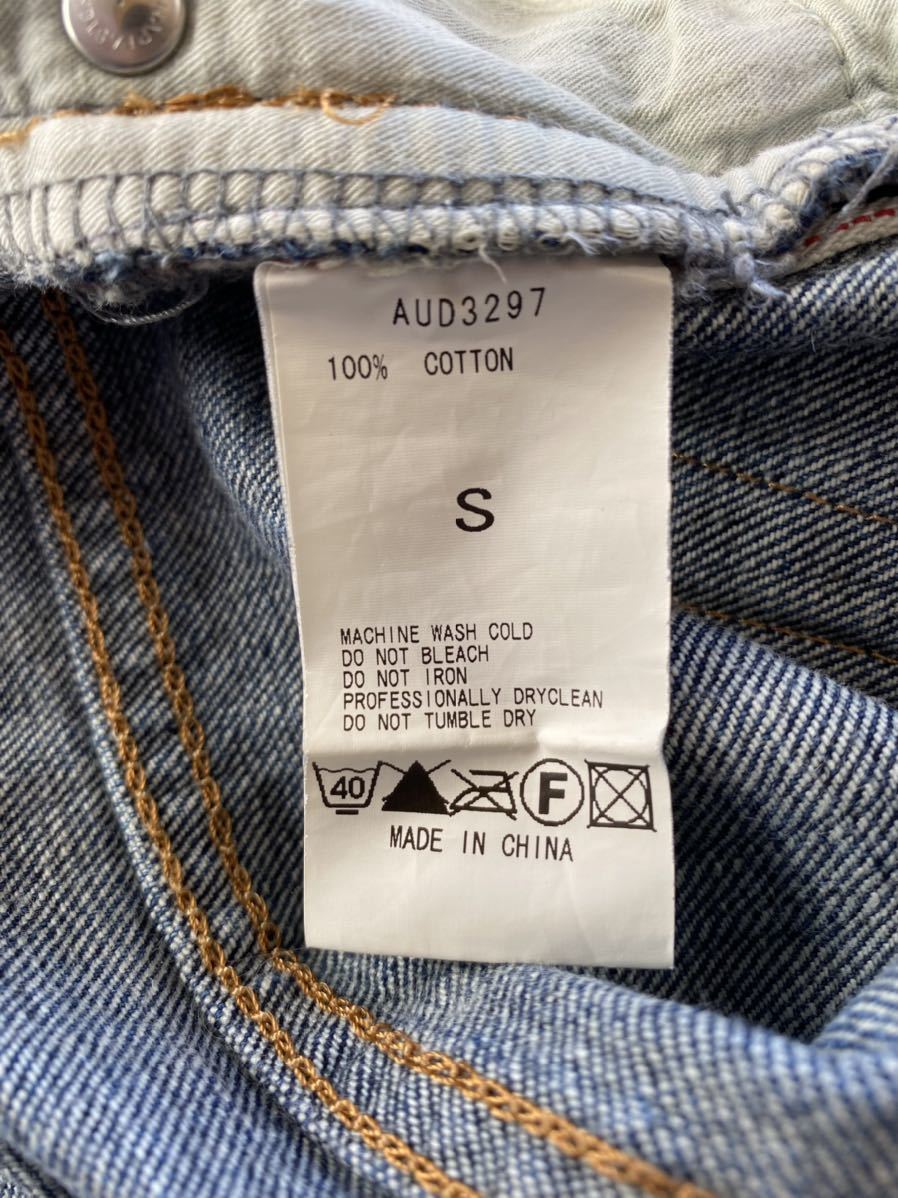 AUD3297
100% COTTON
S
MACHINE WASH COLD
DO NOT BLEACH
DO NOT IRON
PROFESSIONALLY DRYCLEAN
DO NOT TUMBLE DRY
40 F
MADE IN CHINA